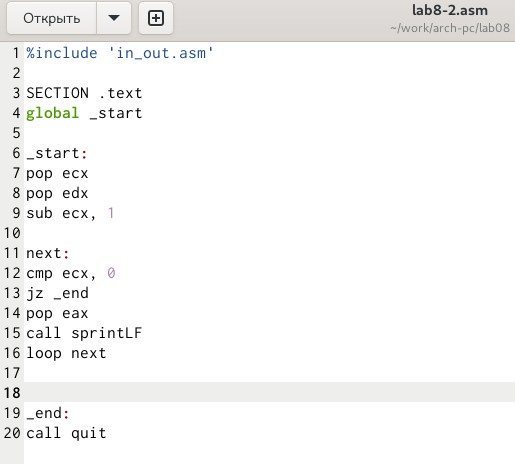 Открыть
lab8-2.asm
~/work/arch-pc/lab08
1 %include 'in_out.asm'
2
3 SECTION .text
4 global _start
5
6 _start:
7 pop ecx
8 pop edx
9 sub ecx, 1
10
11 next:
12 cmp ecx, 0
13 jz _end
14 pop eax
15 call sprintLF
16 loop next
17
18
19 _end:
20 call quit